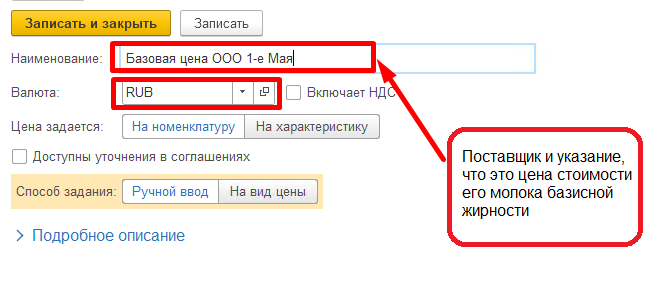 Записать и закрыть Записать
Наименование: Базовая цена ООО 1-е Мая
Валюта: RUB Включает НДС
Цена задается: На номенклатуру На характеристику
Доступны уточнения в соглашениях
Способ задания: Ручной ввод На вид цены
Подробное описание
Поставщик и указание,
что это цена стоимости
его молока базисной
жирности